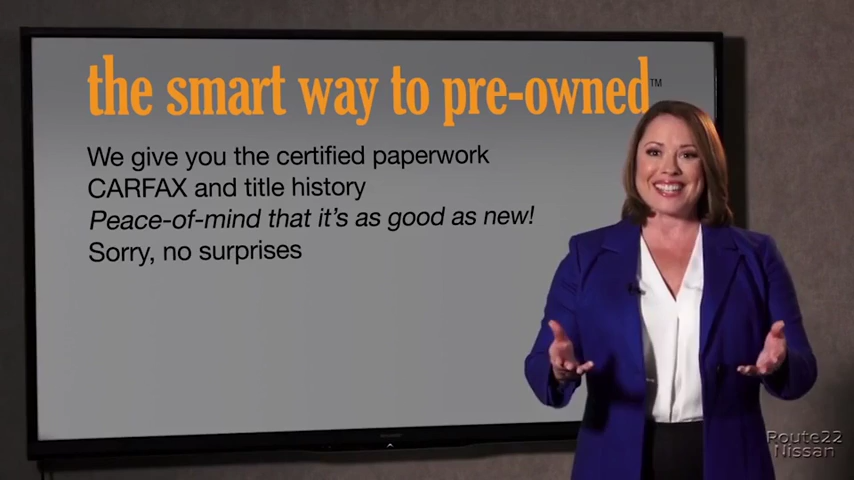 the smart way to pre-owned™
We give you the certified paperwork
CARFAX and title history
Peace-of-mind that it's as good as new!
Sorry, no surprises
Route22
Nissan